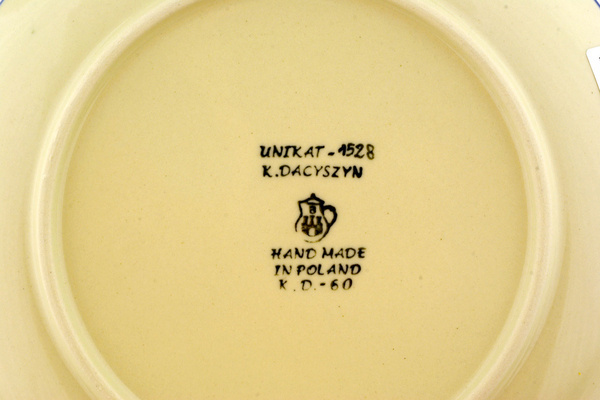 UNIKAT-1528
K.DACYSZYN
HAND MADE
IN POLAND
K.D.-60